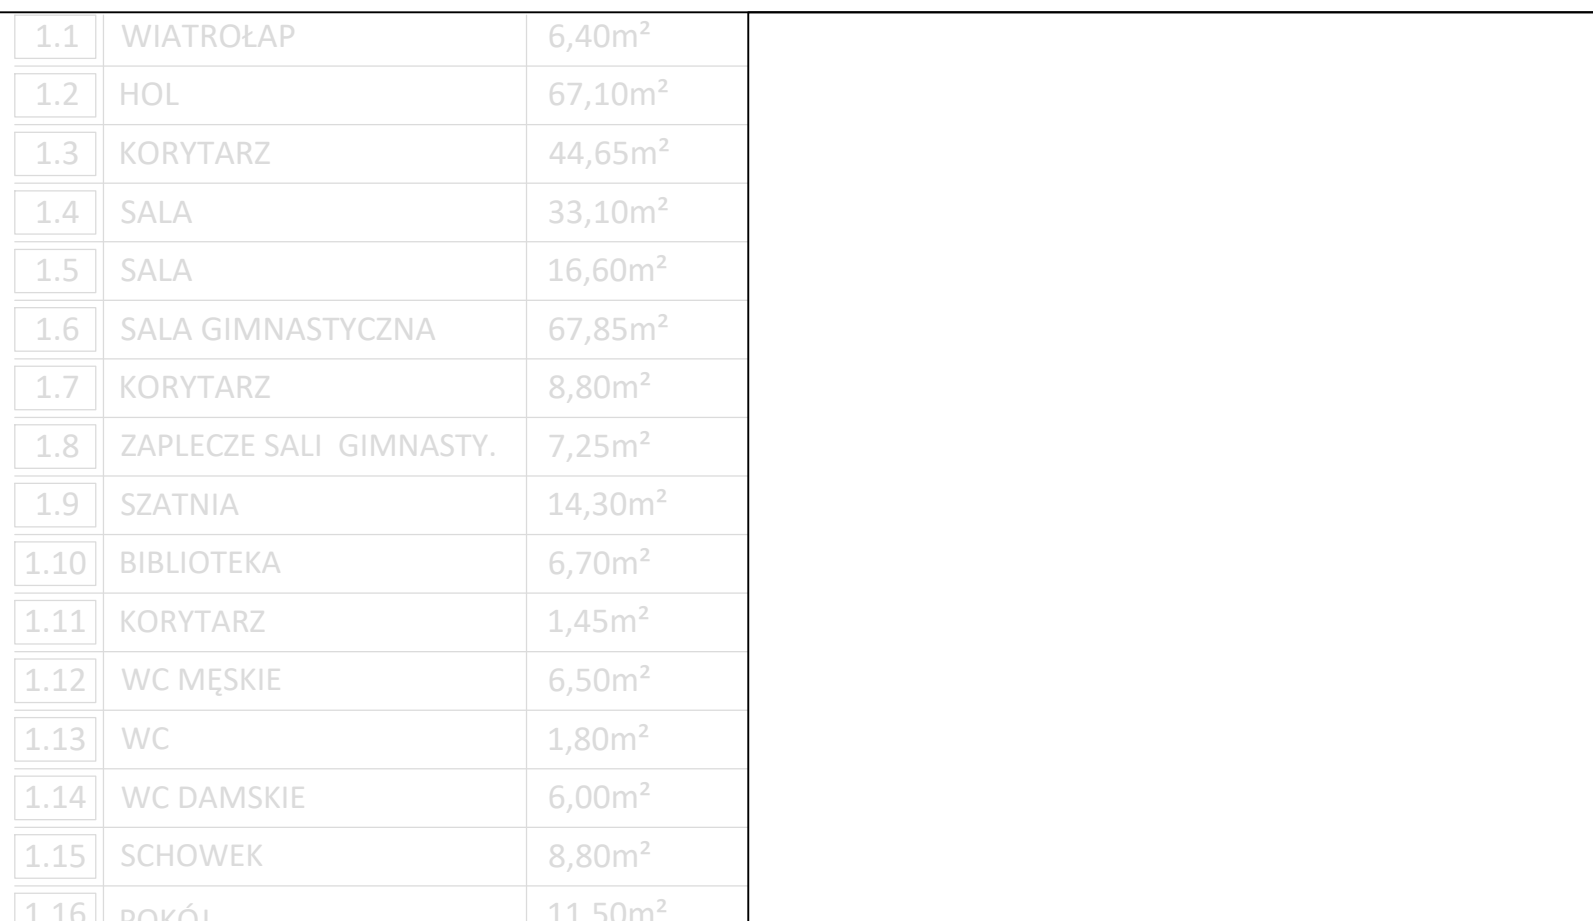 1.1 WIATROŁAP 6,40m²
1.2 HOL 67,10m²
1.3 KORYTARZ 44,65m²
1.4 SALA 33,10m²
1.5 SALA 16,60m²
1.6 SALA GIMNASTYCZNA 67,85m²
1.7 KORYTARZ 8,80m²
1.8 ZAPLECZE SALI GIMNASTY. 7,25m²
1.9 SZATNIA 14,30m²
1.10 BIBLIOTEKA 6,70m²
1.11 KORYTARZ 1,45m²
1.12 WC MĘSKIE 6,50m²
1.13 WC 1,80m²
1.14 WC DAMSKIE 6,00m²
1.15 SCHOWEK 8,80m²
1.16 POKÓJ 11,50m²